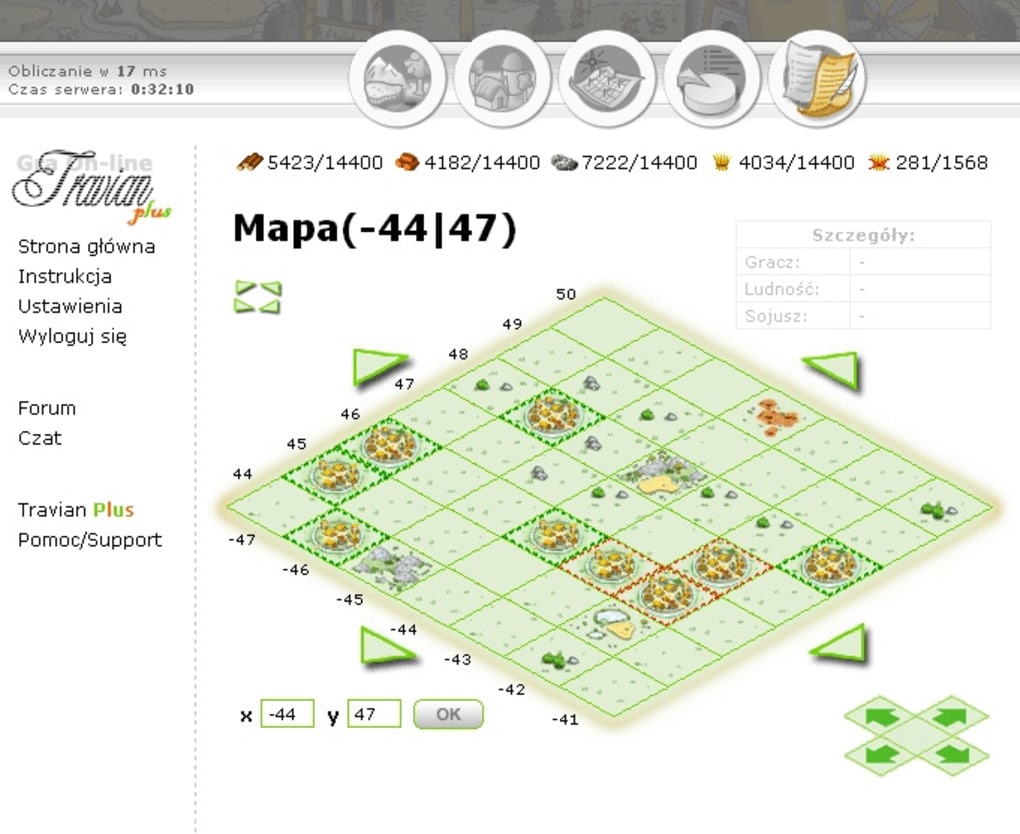 Obliczanie w 17 ms
Czas serwera: 0:32:10
Gra On-line
Travian
plus
5423/14400 4182/14400 7222/14400 4034/14400 281/1568
Strona główna
Instrukcja
Ustawienia
Wyloguj się
Forum
Czat
Travian Plus
Pomoc/Support
Mapa(-44|47)
Szczegóły:
Gracz: -
Ludność: -
Sojusz: -
50
49
48
47
46
45
44
-47
-46
-45
-44
-43
-42
-41
x -44 y 47 OK